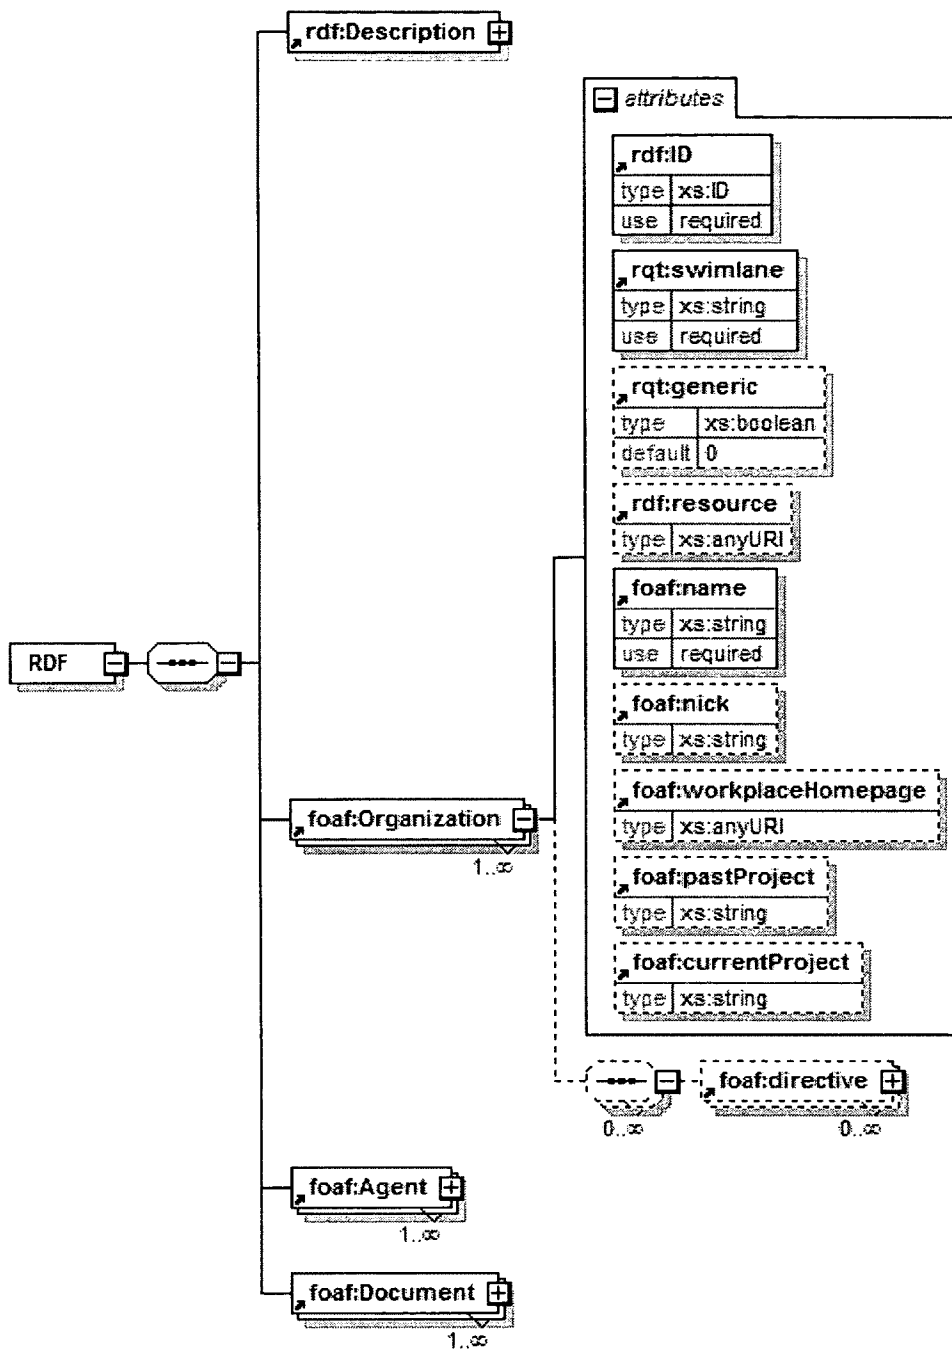 rdf:Description
attributes
rdf:ID
type xs:ID
use required
rqt:swimlane
type xs:string
use required
rqt:generic
type xs:boolean
default 0
rdf:resource
type xs:anyURI
foaf:name
type xs:string
use required
RDF
foaf:nick
type xs:string
foaf:workplaceHomepage
type xs:anyURI
foaf:Organization
1..∞
foaf:pastProject
type xs:string
foaf:currentProject
type xs:string
foaf:directive
0..∞
0..∞
foaf:Agent
1..∞
foaf:Document
1..∞